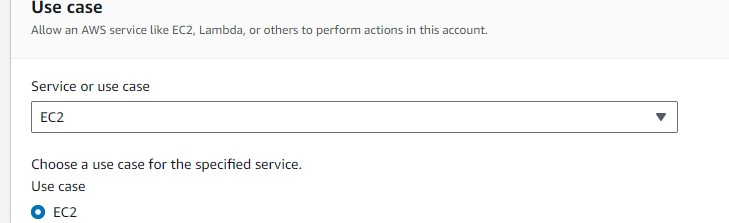 Use case
Allow an AWS service like EC2, Lambda, or others to perform actions in this account.
Service or use case
EC2
Choose a use case for the specified service.
Use case
EC2